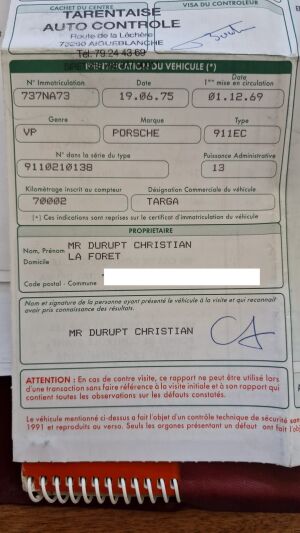 CACHET DU CENTRE
VISA DU CONTROLEUR
TARENTAISE
AUTO CONTROLE
Route de la Léchère
73260 AIGUEBLANCHE
Tél. 79.24 43 69
IDENTIFICATION DU VEHICULE (*)
N° Immatriculation
Date
Date
1ère mise en circulation
737NA73
19.06.75
01.12.69
Genre
Marque
Type
VP
PORSCHE
911EC
N° dans la série du type
Puissance Administrative
9110210138
13
Kilométrage inscrit au compteur
Désignation Commerciale du véhicule
70002
TARGA
(*) Ces indications sont reprises sur le certificat d'immatriculation du véhicule
PROPRIETAIRE
Nom, Prénom MR DURUPT CHRISTIAN
Domicile LA FORET
Code postal - Commune
Nom et signature de la personne ayant présenté le véhicule à la visite et qui reconnaît
avoir pris connaissance des résultats.
MR DURUPT CHRISTIAN
ATTENTION : En cas de contre visite, ce rapport ne peut être utilisé lors
d'une transaction sans faire référence à la visite initiale et à son rapport qui
contient toutes les observations sur les défauts constatés.
Le véhicule mentionné ci-dessus a fait l'objet d'un contrôle technique de sécurité
1991 et reproduits au verso. Seuls les organes présentant un défaut ont fait l'